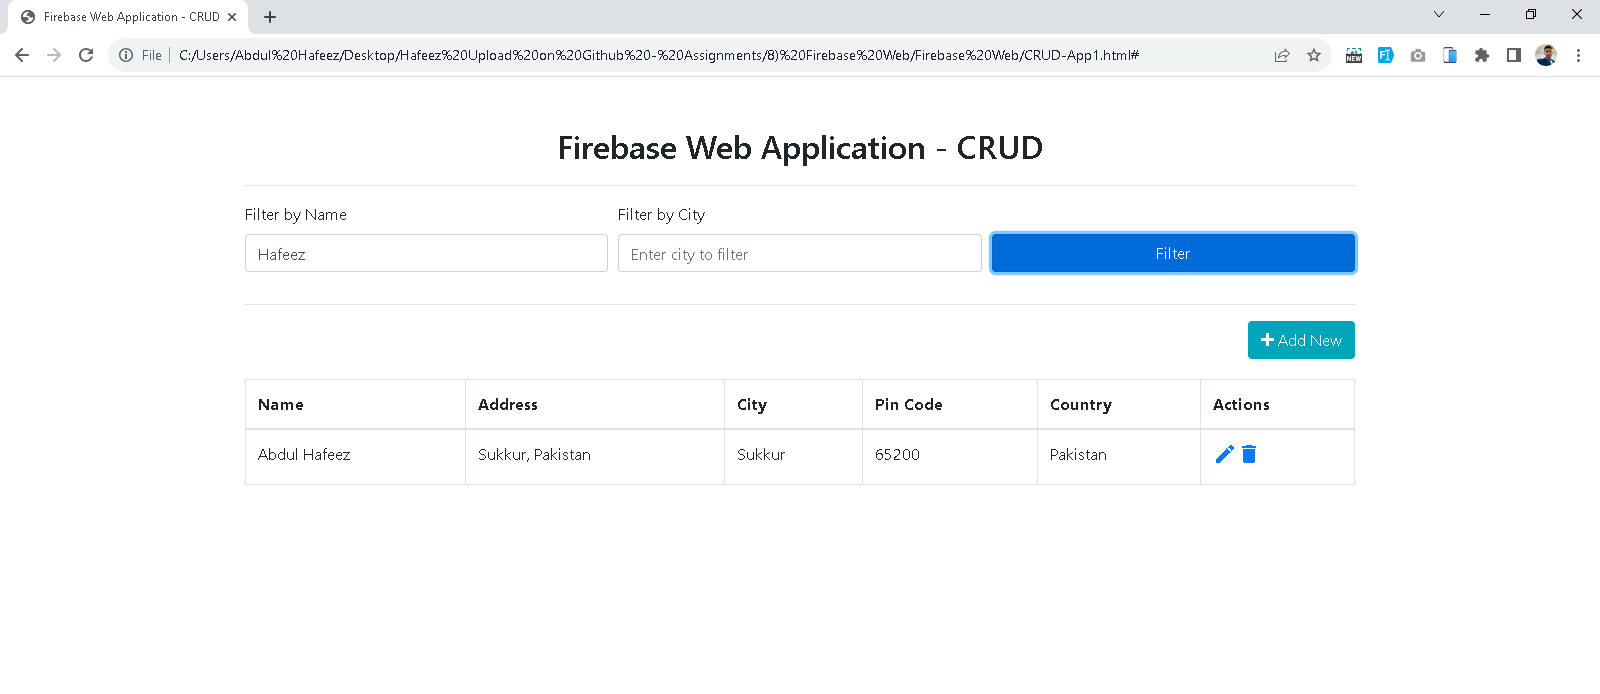 Firebase Web Application - CRUD
File C:/Users/Abdul%20Hafeez/Desktop/Hafeez%20Upload%20on%20Github%20-%20Assignments/8)%20Firebase%20Web/Firebase%20Web/CRUD-App1.html#
NEW
Firebase Web Application - CRUD
Filter by Name Filter by City
Hafeez Enter city to filter Filter
Add New
Name Address City Pin Code Country Actions
Abdul Hafeez Sukkur, Pakistan Sukkur 65200 Pakistan